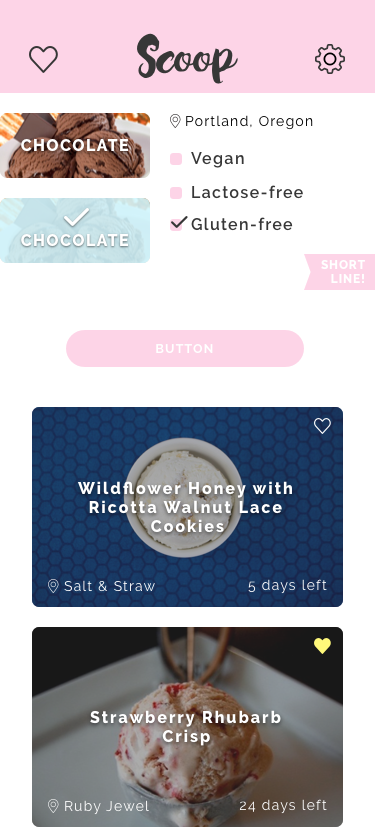 Scoop
CHOCOLATE
CHOCOLATE
Portland, Oregon
Vegan
Lactose-free
Gluten-free
SHORT
LINE!
BUTTON
Wildflower Honey with
Ricotta Walnut Lace
Cookies
Salt & Straw
5 days left
Strawberry Rhubarb
Crisp
Ruby Jewel
24 days left